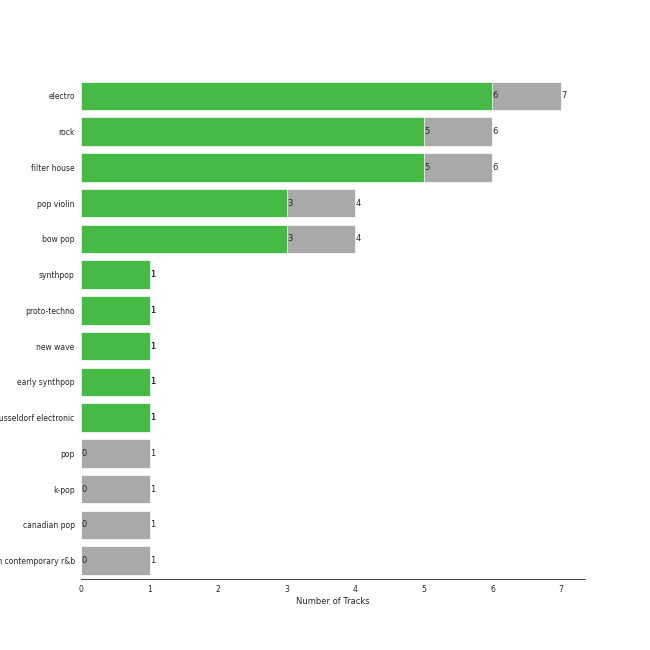 electro 6 7
rock 5 6
filter house 5 6
pop violin 3 4
bow pop 3 4
synthpop 1
proto-techno 1
new wave 1
early synthpop 1
usseldorf electronic 1
pop 0 1
k-pop 0 1
canadian pop 0 1
n contemporary r&b 0 1
0 1 2 3 4 5 6 7
Number of Tracks